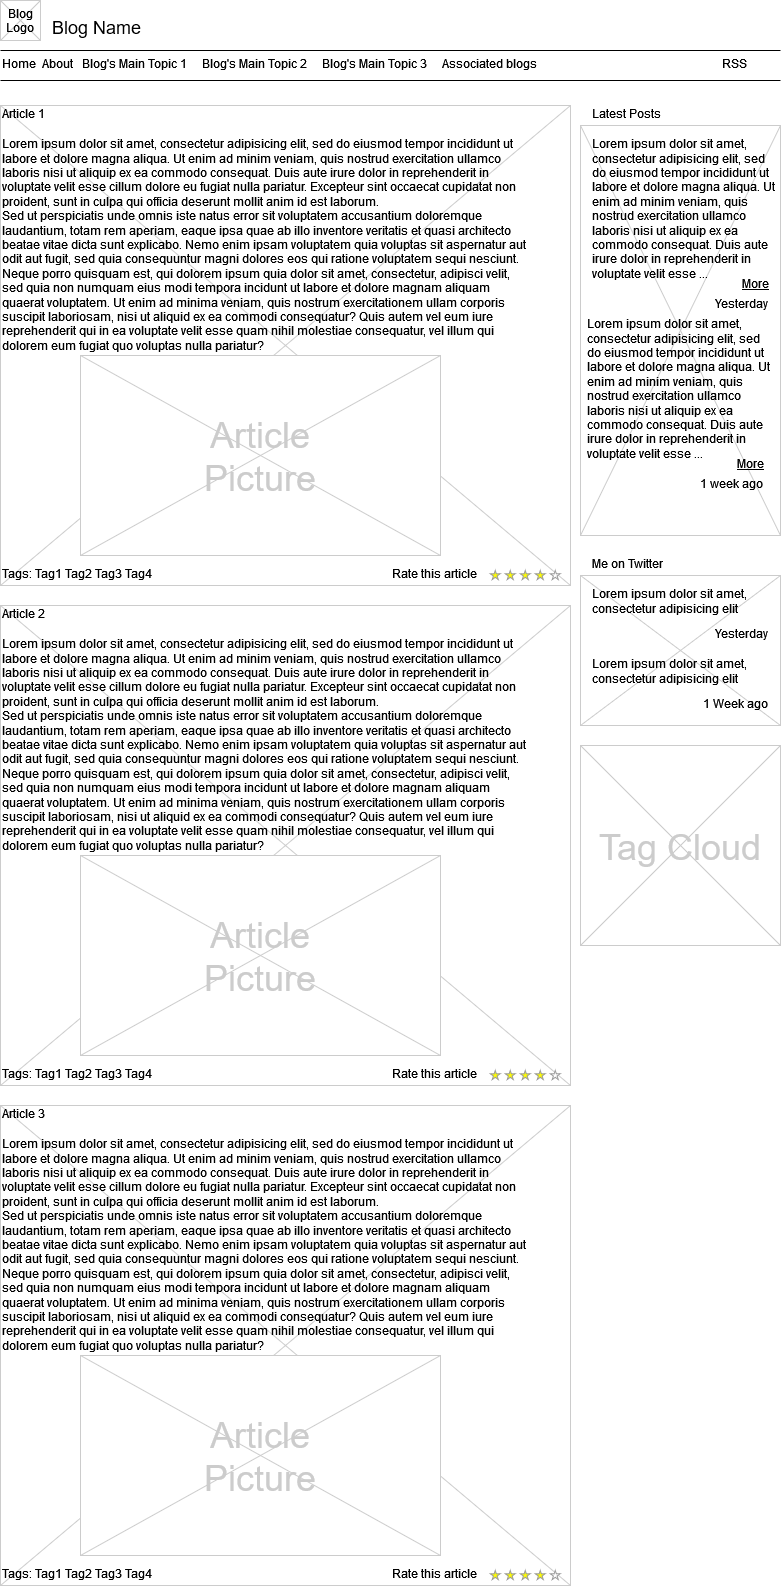 Blog
Logo
Blog Name
Home About Blog's Main Topic 1 Blog's Main Topic 2 Blog's Main Topic 3 Associated blogs RSS
Article 1
Lorem ipsum dolor sit amet, consectetur adipisicing elit, sed do eiusmod tempor incididunt ut
labore et dolore magna aliqua. Ut enim ad minim veniam, quis nostrud exercitation ullamco
laboris nisi ut aliquip ex ea commodo consequat. Duis aute irure dolor in reprehenderit in
voluptate velit esse cillum dolore eu fugiat nulla pariatur. Excepteur sint occaecat cupidatat non
proident, sunt in culpa qui officia deserunt mollit anim id est laborum.
Sed ut perspiciatis unde omnis iste natus error sit voluptatem accusantium doloremque
laudantium, totam rem aperiam, eaque ipsa quae ab illo inventore veritatis et quasi architecto
beatae vitae dicta sunt explicabo. Nemo enim ipsam voluptatem quia voluptas sit aspernatur aut
odit aut fugit, sed quia consequuntur magni dolores eos qui ratione voluptatem sequi nesciunt.
Neque porro quisquam est, qui dolorem ipsum quia dolor sit amet, consectetur, adipisci velit,
sed quia non numquam eius modi tempora incidunt ut labore et dolore magnam aliquam
quaerat voluptatem. Ut enim ad minima veniam, quis nostrum exercitationem ullam corporis
suscipit laboriosam, nisi ut aliquid ex ea commodi consequatur? Quis autem vel eum iure
reprehenderit qui in ea voluptate velit esse quam nihil molestiae consequatur, vel illum qui
dolorem eum fugiat quo voluptas nulla pariatur?
Article
Picture
Tags: Tag1 Tag2 Tag3 Tag4 Rate this article
Article 2
Lorem ipsum dolor sit amet, consectetur adipisicing elit, sed do eiusmod tempor incididunt ut
labore et dolore magna aliqua. Ut enim ad minim veniam, quis nostrud exercitation ullamco
laboris nisi ut aliquip ex ea commodo consequat. Duis aute irure dolor in reprehenderit in
voluptate velit esse cillum dolore eu fugiat nulla pariatur. Excepteur sint occaecat cupidatat non
proident, sunt in culpa qui officia deserunt mollit anim id est laborum.
Sed ut perspiciatis unde omnis iste natus error sit voluptatem accusantium doloremque
laudantium, totam rem aperiam, eaque ipsa quae ab illo inventore veritatis et quasi architecto
beatae vitae dicta sunt explicabo. Nemo enim ipsam voluptatem quia voluptas sit aspernatur aut
odit aut fugit, sed quia consequuntur magni dolores eos qui ratione voluptatem sequi nesciunt.
Neque porro quisquam est, qui dolorem ipsum quia dolor sit amet, consectetur, adipisci velit,
sed quia non numquam eius modi tempora incidunt ut labore et dolore magnam aliquam
quaerat voluptatem. Ut enim ad minima veniam, quis nostrum exercitationem ullam corporis
suscipit laboriosam, nisi ut aliquid ex ea commodi consequatur? Quis autem vel eum iure
reprehenderit qui in ea voluptate velit esse quam nihil molestiae consequatur, vel illum qui
dolorem eum fugiat quo voluptas nulla pariatur?
Article
Picture
Tags: Tag1 Tag2 Tag3 Tag4 Rate this article
Article 3
Lorem ipsum dolor sit amet, consectetur adipisicing elit, sed do eiusmod tempor incididunt ut
labore et dolore magna aliqua. Ut enim ad minim veniam, quis nostrud exercitation ullamco
laboris nisi ut aliquip ex ea commodo consequat. Duis aute irure dolor in reprehenderit in
voluptate velit esse cillum dolore eu fugiat nulla pariatur. Excepteur sint occaecat cupidatat non
proident, sunt in culpa qui officia deserunt mollit anim id est laborum.
Sed ut perspiciatis unde omnis iste natus error sit voluptatem accusantium doloremque
laudantium, totam rem aperiam, eaque ipsa quae ab illo inventore veritatis et quasi architecto
beatae vitae dicta sunt explicabo. Nemo enim ipsam voluptatem quia voluptas sit aspernatur aut
odit aut fugit, sed quia consequuntur magni dolores eos qui ratione voluptatem sequi nesciunt.
Neque porro quisquam est, qui dolorem ipsum quia dolor sit amet, consectetur, adipisci velit,
sed quia non numquam eius modi tempora incidunt ut labore et dolore magnam aliquam
quaerat voluptatem. Ut enim ad minima veniam, quis nostrum exercitationem ullam corporis
suscipit laboriosam, nisi ut aliquid ex ea commodi consequatur? Quis autem vel eum iure
reprehenderit qui in ea voluptate velit esse quam nihil molestiae consequatur, vel illum qui
dolorem eum fugiat quo voluptas nulla pariatur?
Article
Picture
Tags: Tag1 Tag2 Tag3 Tag4 Rate this article
Latest Posts
Lorem ipsum dolor sit amet,
consectetur adipisicing elit, sed
do eiusmod tempor incididunt ut
labore et dolore magna aliqua. Ut
enim ad minim veniam, quis
nostrud exercitation ullamco
laboris nisi ut aliquip ex ea
commodo consequat. Duis aute
irure dolor in reprehenderit in
voluptate velit esse ...
More
Yesterday
Lorem ipsum dolor sit amet,
consectetur adipisicing elit, sed
do eiusmod tempor incididunt ut
labore et dolore magna aliqua. Ut
enim ad minim veniam, quis
nostrud exercitation ullamco
laboris nisi ut aliquip ex ea
commodo consequat. Duis aute
irure dolor in reprehenderit in
voluptate velit esse ...
More
1 week ago
Me on Twitter
Lorem ipsum dolor sit amet,
consectetur adipisicing elit
Yesterday
Lorem ipsum dolor sit amet,
consectetur adipisicing elit
1 Week ago
Tag Cloud